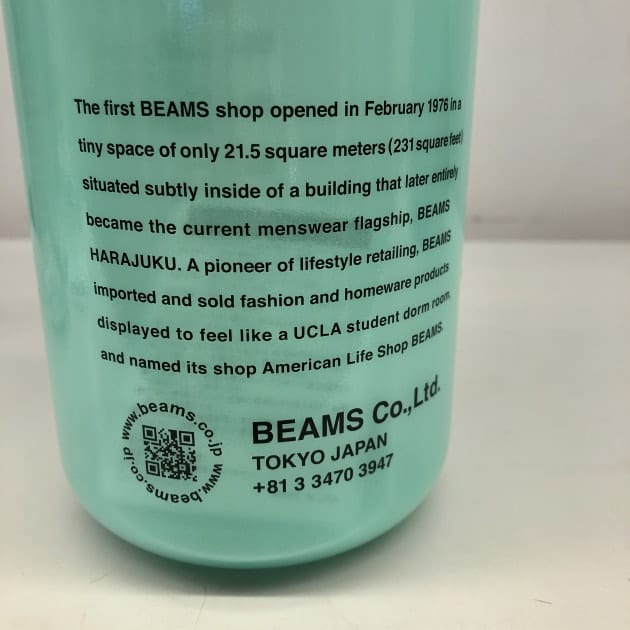 The first BEAMS shop opened in February 1976 in a
tiny space of only 21.5 square meters (231 square feet)
situated subtly inside of a building that later entirely
became the current menswear flagship, BEAMS
HARAJUKU. A pioneer of lifestyle retailing, BEAMS
imported and sold fashion and homeware products
displayed to feel like a UCLA student dorm room,
and named its shop American Life Shop BEAMS.
www.beams.co.jp www.beams.co.jp
BEAMS Co.,Ltd.
TOKYO JAPAN
+81 3 3470 3947